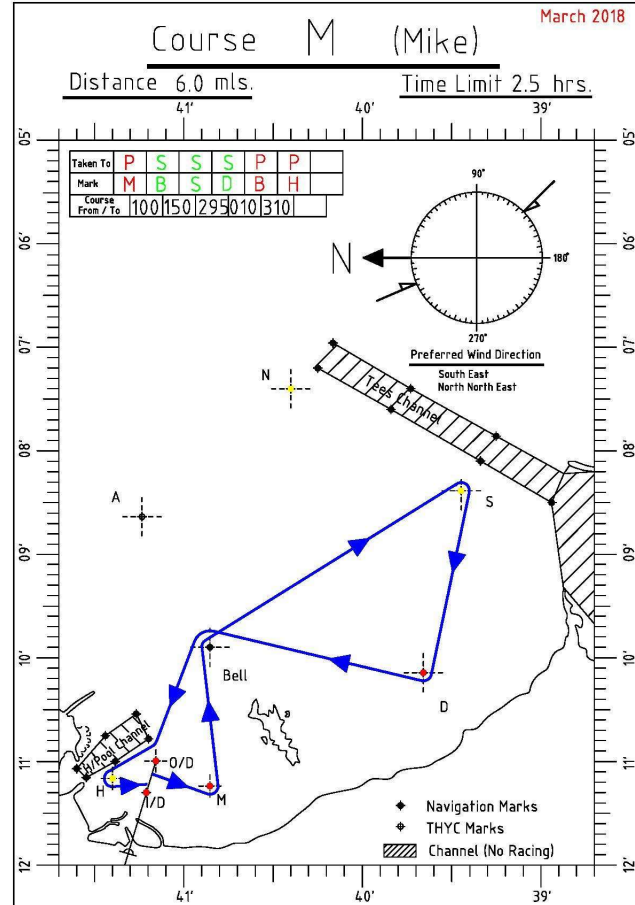 March 2018
Course M (Mike)
Distance 6.0 mls.
Time Limit 2.5 hrs.
41' 40' 39'
05'
Taken To P S S S P P
Mark M B S D B H
Course From / To 100 150 295 010 310
90°
N
180°
270°
Preferred Wind Direction
South East
North North East
06'
07'
Tees Channel
N
08'
S
A
09'
10'
Bell
D
H/Pool Channel
O/D
11'
H
I/D
M
Navigation Marks
THYC Marks
Channel (No Racing)
12'
41' 40' 39'
05'
06'
07'
08'
09'
10'
11'
12'